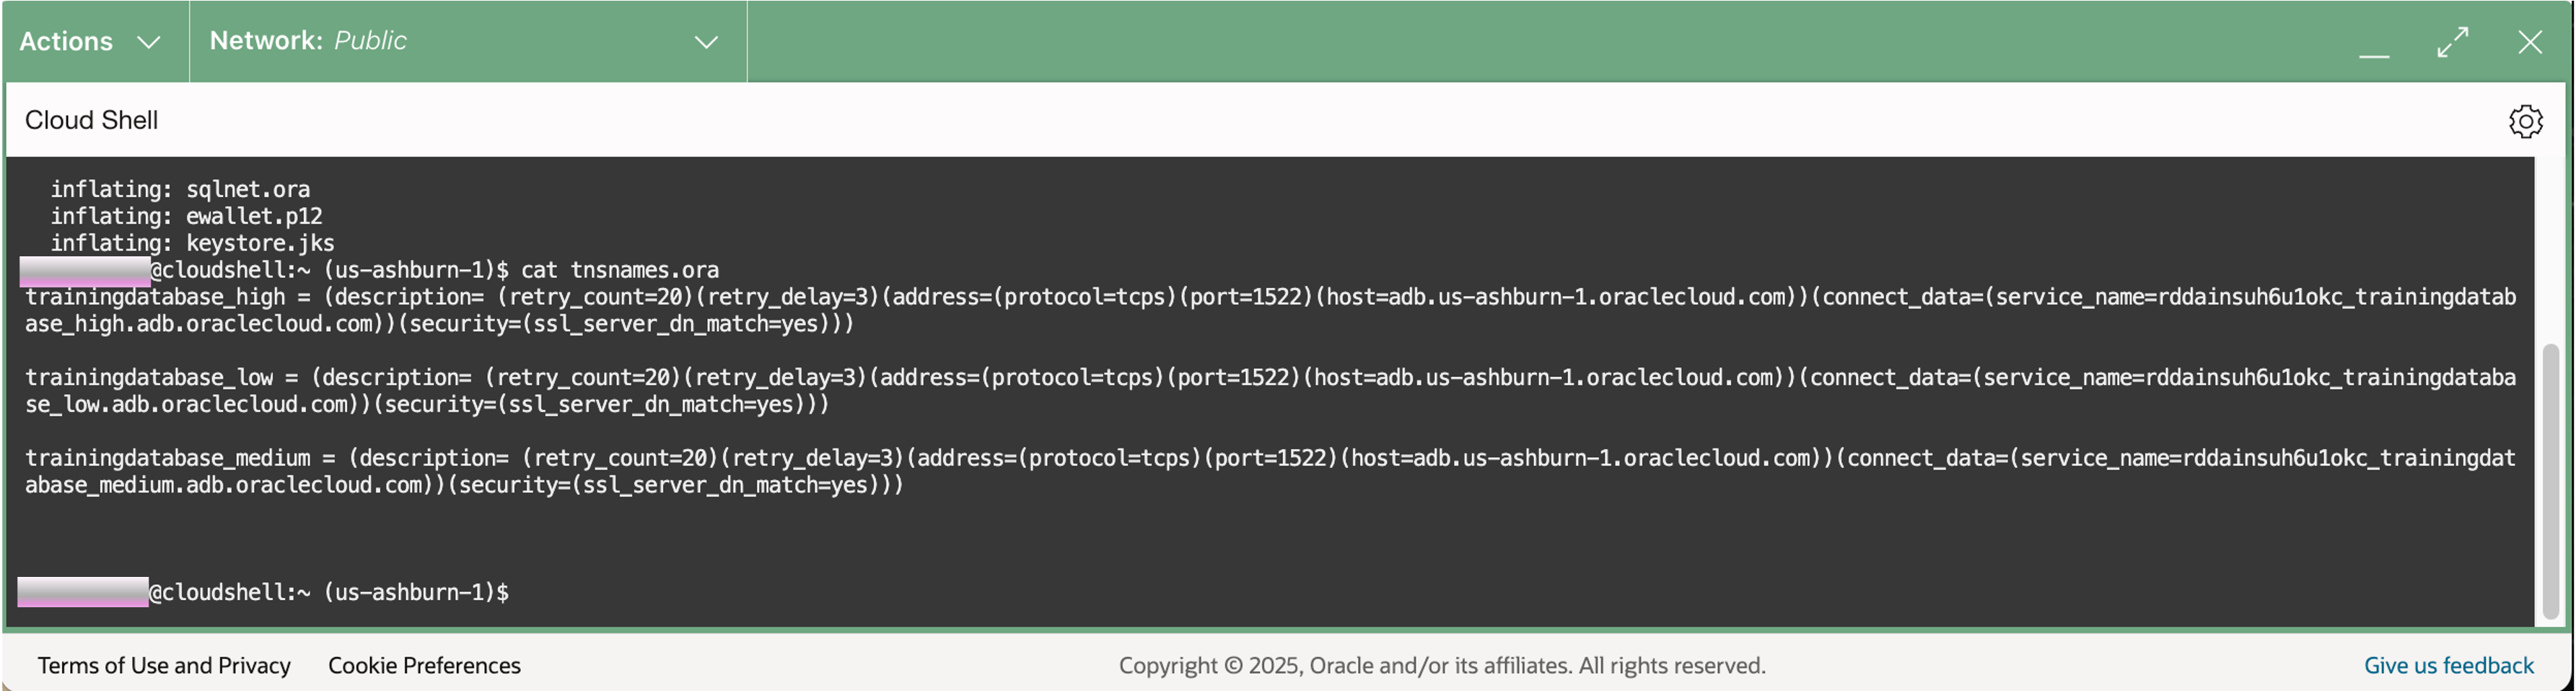 Actions
Network: Public
Cloud Shell
inflating: sqlnet.ora
inflating: ewallet.p12
inflating: keystore.jks
@cloudshell:~ (us-ashburn-1)$ cat tnsnames.ora
trainingdatabase_high = (description= (retry_count=20)(retry_delay=3)(address=(protocol=tcps)(port=1522)(host=adb.us-ashburn-1.oraclecloud.com))(connect_data=(service_name=rddainsuh6u1okc_trainingdatab
ase_high.adb.oraclecloud.com))(security=(ssl_server_dn_match=yes)))
trainingdatabase_low = (description= (retry_count=20)(retry_delay=3)(address=(protocol=tcps)(port=1522)(host=adb.us-ashburn-1.oraclecloud.com))(connect_data=(service_name=rddainsuh6u1okc_trainingdataba
se_low.adb.oraclecloud.com))(security=(ssl_server_dn_match=yes)))
trainingdatabase_medium = (description= (retry_count=20)(retry_delay=3)(address=(protocol=tcps)(port=1522)(host=adb.us-ashburn-1.oraclecloud.com))(connect_data=(service_name=rddainsuh6u1okc_trainingdat
abase_medium.adb.oraclecloud.com))(security=(ssl_server_dn_match=yes)))
@cloudshell:~ (us-ashburn-1)$
Terms of Use and Privacy
Cookie Preferences
Copyright © 2025, Oracle and/or its affiliates. All rights reserved.
Give us feedback